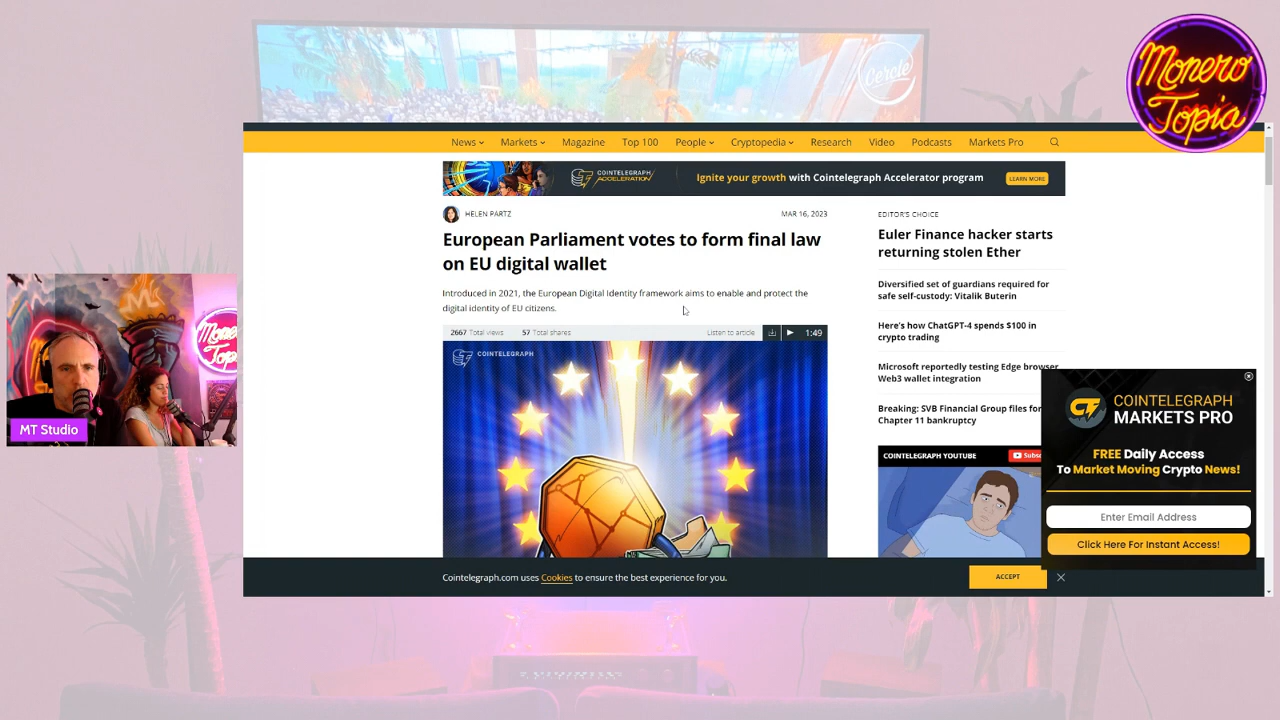 Cercle
Monero
Topia
News
Markets
Magazine
Top 100
People
Cryptopedia
Research
Video
Podcasts
Markets Pro
COINTELEGRAPH
ACCELERATION
Ignite your growth with Cointelegraph Accelerator program
LEARN MORE
HELEN PARTZ
MAR 16, 2023
European Parliament votes to form final law
on EU digital wallet
Introduced in 2021, the European Digital Identity framework aims to enable and protect the
digital identity of EU citizens.
2667 Total views
57 Total shares
Listen to article
1:49
COINTELEGRAPH
EDITOR'S CHOICE
Euler Finance hacker starts
returning stolen Ether
Diversified set of guardians required for
safe self-custody: Vitalik Buterin
Here's how ChatGPT-4 spends $100 in
crypto trading
Microsoft reportedly testing Edge browser
Web3 wallet integration
Breaking: SVB Financial Group files for
Chapter 11 bankruptcy
COINTELEGRAPH YOUTUBE
Subsc
COINTELEGRAPH
MARKETS PRO
FREE Daily Access
To Market Moving Crypto News!
Enter Email Address
Click Here For Instant Access!
Cointelegraph.com uses Cookies to ensure the best experience for you.
ACCEPT
Monero
Topia
MT Studio